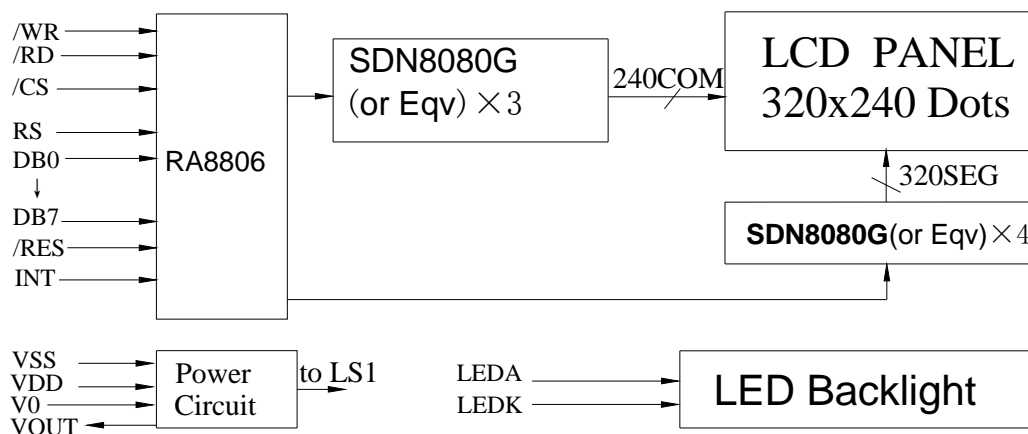 /WR
/RD
/CS
RS
DB0
DB7
/RES
INT
RA8806
SDN8080G
(or Eqv)×3
240COM
LCD PANEL
320x240 Dots
320SEG
SDN8080G(or Eqv)×4
VSS
VDD
V0
VOUT
Power
Circuit
to LS1
LEDA
LEDK
LED Backlight